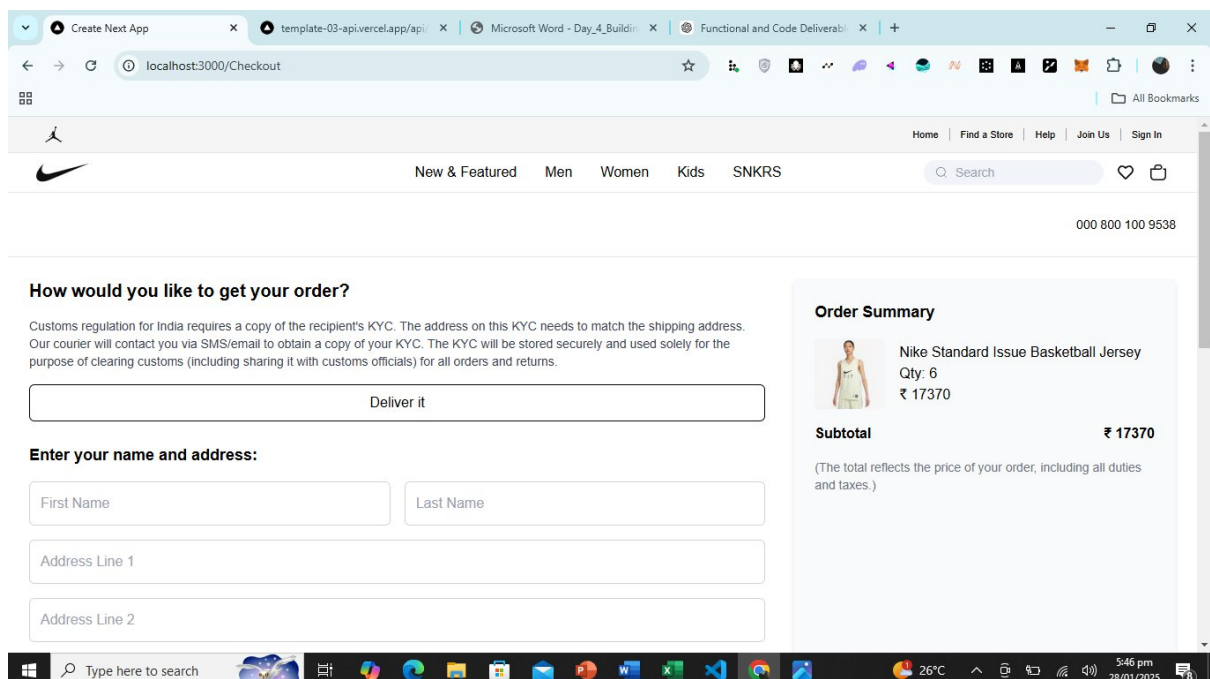 Create Next App
template-03-api.vercel.app/api/
Microsoft Word - Day_4_Buildin
Functional and Code Deliverabl
localhost:3000/Checkout
All Bookmarks
Home | Find a Store | Help | Join Us | Sign In
New & Featured Men Women Kids SNKRS
Search
000 800 100 9538
How would you like to get your order?
Customs regulation for India requires a copy of the recipient's KYC. The address on this KYC needs to match the shipping address.
Our courier will contact you via SMS/email to obtain a copy of your KYC. The KYC will be stored securely and used solely for the
purpose of clearing customs (including sharing it with customs officials) for all orders and returns.
Deliver it
Enter your name and address:
First Name
Last Name
Address Line 1
Address Line 2
Order Summary
Nike Standard Issue Basketball Jersey
Qty: 6
₹ 17370
Subtotal ₹ 17370
(The total reflects the price of your order, including all duties
and taxes.)
Type here to search
26°C
5:46 pm
28/01/2025